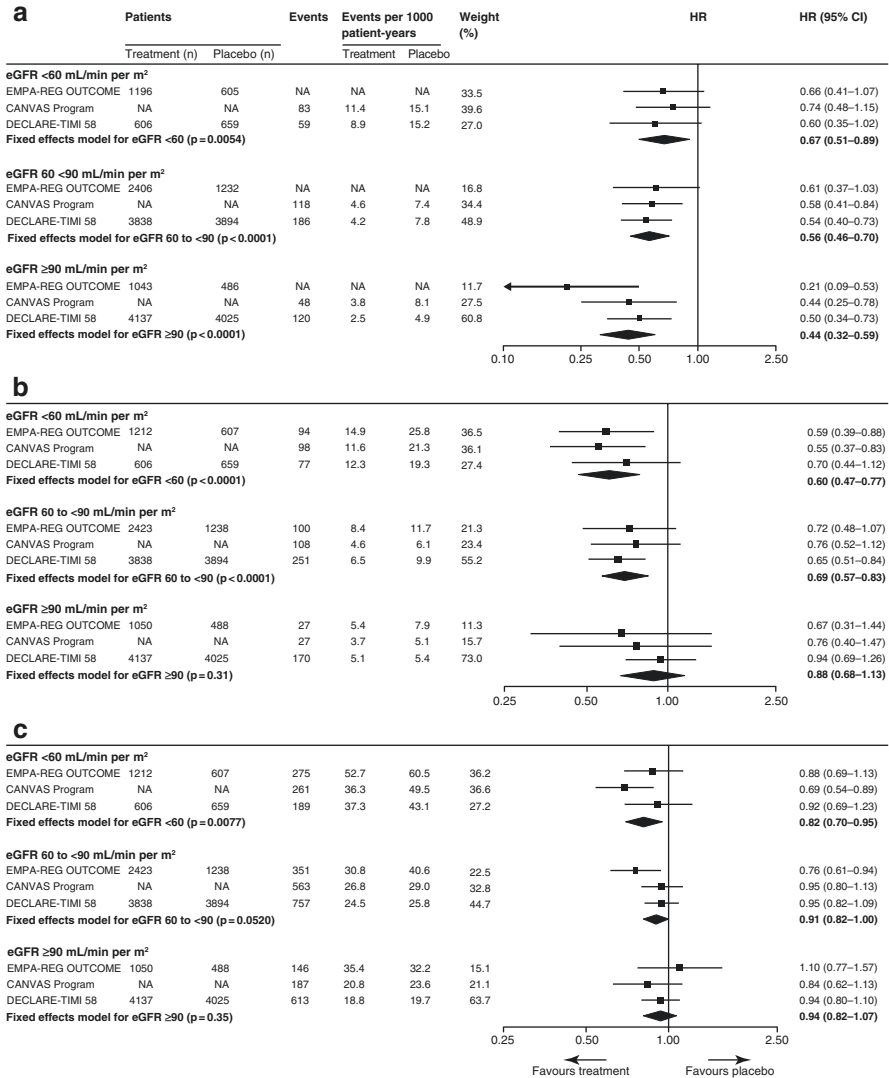 a
Patients Events Events per 1000 patient-years Weight (%) HR HR (95% CI)
Treatment (n) Placebo (n) Treatment Placebo
eGFR <60 mL/min per m²
EMPA-REG OUTCOME 1196 605 NA NA NA 33.5 0.66 (0.41–1.07)
CANVAS Program NA NA 83 11.4 15.1 39.6 0.74 (0.48–1.15)
DECLARE-TIMI 58 606 659 59 8.9 15.2 27.0 0.60 (0.35–1.02)
Fixed effects model for eGFR <60 (p=0.0054) 0.67 (0.51–0.89)
eGFR 60 <90 mL/min per m²
EMPA-REG OUTCOME 2406 1232 NA NA NA 16.8 0.61 (0.37–1.03)
CANVAS Program NA NA 118 4.6 7.4 34.4 0.58 (0.41–0.84)
DECLARE-TIMI 58 3838 3894 186 4.2 7.8 48.9 0.54 (0.40–0.73)
Fixed effects model for eGFR 60 to <90 (p<0.0001) 0.56 (0.46–0.70)
eGFR ≥90 mL/min per m²
EMPA-REG OUTCOME 1043 486 NA NA NA 11.7 0.21 (0.09–0.53)
CANVAS Program NA NA 48 3.8 8.1 27.5 0.44 (0.25–0.78)
DECLARE-TIMI 58 4137 4025 120 2.5 4.9 60.8 0.50 (0.34–0.73)
Fixed effects model for eGFR ≥90 (p<0.0001) 0.44 (0.32–0.59)
0.10 0.25 0.50 1.00 2.50
b
eGFR <60 mL/min per m²
EMPA-REG OUTCOME 1212 607 94 14.9 25.8 36.5 0.59 (0.39–0.88)
CANVAS Program NA NA 98 11.6 21.3 36.1 0.55 (0.37–0.83)
DECLARE-TIMI 58 606 659 77 12.3 19.3 27.4 0.70 (0.44–1.12)
Fixed effects model for eGFR <60 (p<0.0001) 0.60 (0.47–0.77)
eGFR 60 to <90 mL/min per m²
EMPA-REG OUTCOME 2423 1238 100 8.4 11.7 21.3 0.72 (0.48–1.07)
CANVAS Program NA NA 108 4.6 6.1 23.4 0.76 (0.52–1.12)
DECLARE-TIMI 58 3838 3894 251 6.5 9.9 55.2 0.65 (0.51–0.84)
Fixed effects model for eGFR 60 to <90 (p<0.0001) 0.69 (0.57–0.83)
eGFR ≥90 mL/min per m²
EMPA-REG OUTCOME 1050 488 27 5.4 7.9 11.3 0.67 (0.31–1.44)
CANVAS Program NA NA 27 3.7 5.1 15.7 0.76 (0.40–1.47)
DECLARE-TIMI 58 4137 4025 170 5.1 5.4 73.0 0.94 (0.69–1.26)
Fixed effects model for eGFR ≥90 (p=0.31) 0.88 (0.68–1.13)
0.25 0.50 1.00 2.50
c
eGFR <60 mL/min per m²
EMPA-REG OUTCOME 1212 607 275 52.7 60.5 36.2 0.88 (0.69–1.13)
CANVAS Program NA NA 261 36.3 49.5 36.6 0.69 (0.54–0.89)
DECLARE-TIMI 58 606 659 189 37.3 43.1 27.2 0.92 (0.69–1.23)
Fixed effects model for eGFR <60 (p=0.0077) 0.82 (0.70–0.95)
eGFR 60 to <90 mL/min per m²
EMPA-REG OUTCOME 2423 1238 351 30.8 40.6 22.5 0.76 (0.61–0.94)
CANVAS Program NA NA 563 26.8 29.0 32.8 0.95 (0.80–1.13)
DECLARE-TIMI 58 3838 3894 757 24.5 25.8 44.7 0.95 (0.82–1.09)
Fixed effects model for eGFR 60 to <90 (p=0.0520) 0.91 (0.82–1.00)
eGFR ≥90 mL/min per m²
EMPA-REG OUTCOME 1050 488 146 35.4 32.2 15.1 1.10 (0.77–1.57)
CANVAS Program NA NA 187 20.8 23.6 21.1 0.84 (0.62–1.13)
DECLARE-TIMI 58 4137 4025 613 18.8 19.7 63.7 0.94 (0.80–1.10)
Fixed effects model for eGFR ≥90 (p=0.35) 0.94 (0.82–1.07)
0.25 0.50 1.00 2.50
Favours treatment Favours placebo